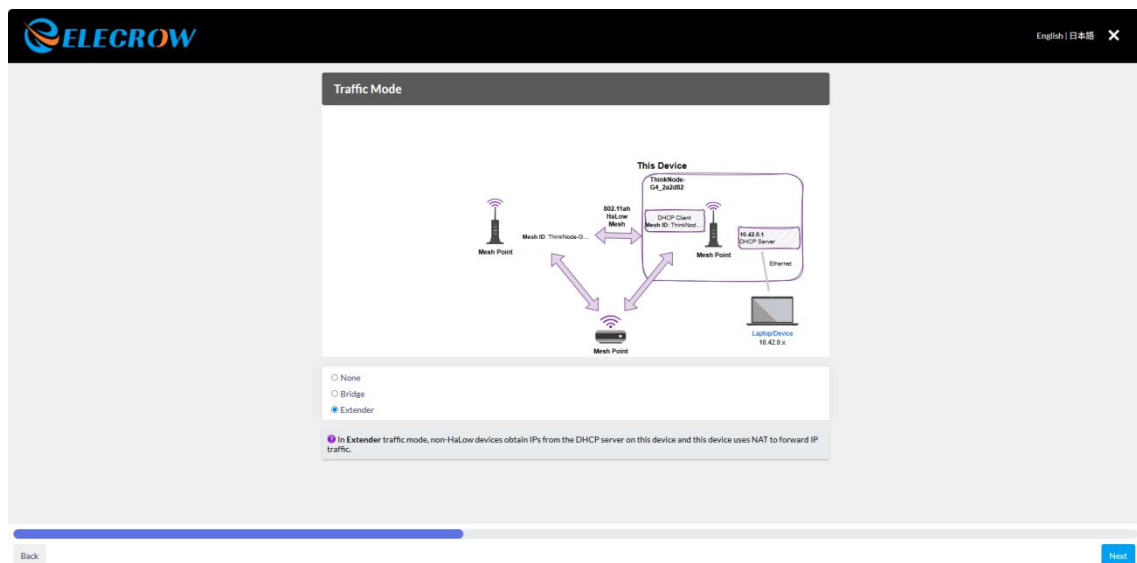 ELECROW
English | 日本語 ✕
Traffic Mode
This Device
ThinkNode-
G4_2a2d82
802.11ah
HaLow
Mesh
DHCP Client
Mesh ID: ThinkNod...
Mesh ID: ThinkNode-G...
10.42.0.1
DHCP Server
Mesh Point
Mesh Point
Ethernet
Laptop/Device
10.42.0.x
Mesh Point
None
Bridge
Extender
In Extender traffic mode, non-HaLow devices obtain IPs from the DHCP server on this device and this device uses NAT to forward IP
traffic.
Back
Next